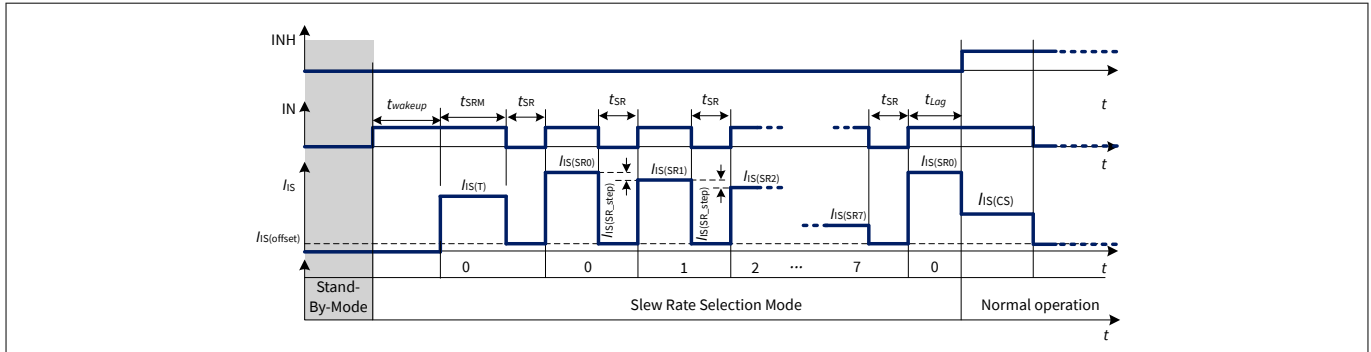 INH
t
IN
twakeup
tSRM
tSR
tSR
tSR
tSR
tLag
t
IIS
IIS(T)
IIS(SR0)
IIS(SR_step)
IIS(SR1)
IIS(SR_step)
IIS(SR2)
IIS(SR7)
IIS(SR0)
IIS(CS)
IIS(offset)
0 0 1 2 ... 7 0 t
Stand-
By-Mode
Slew Rate Selection Mode
Normal operation
t